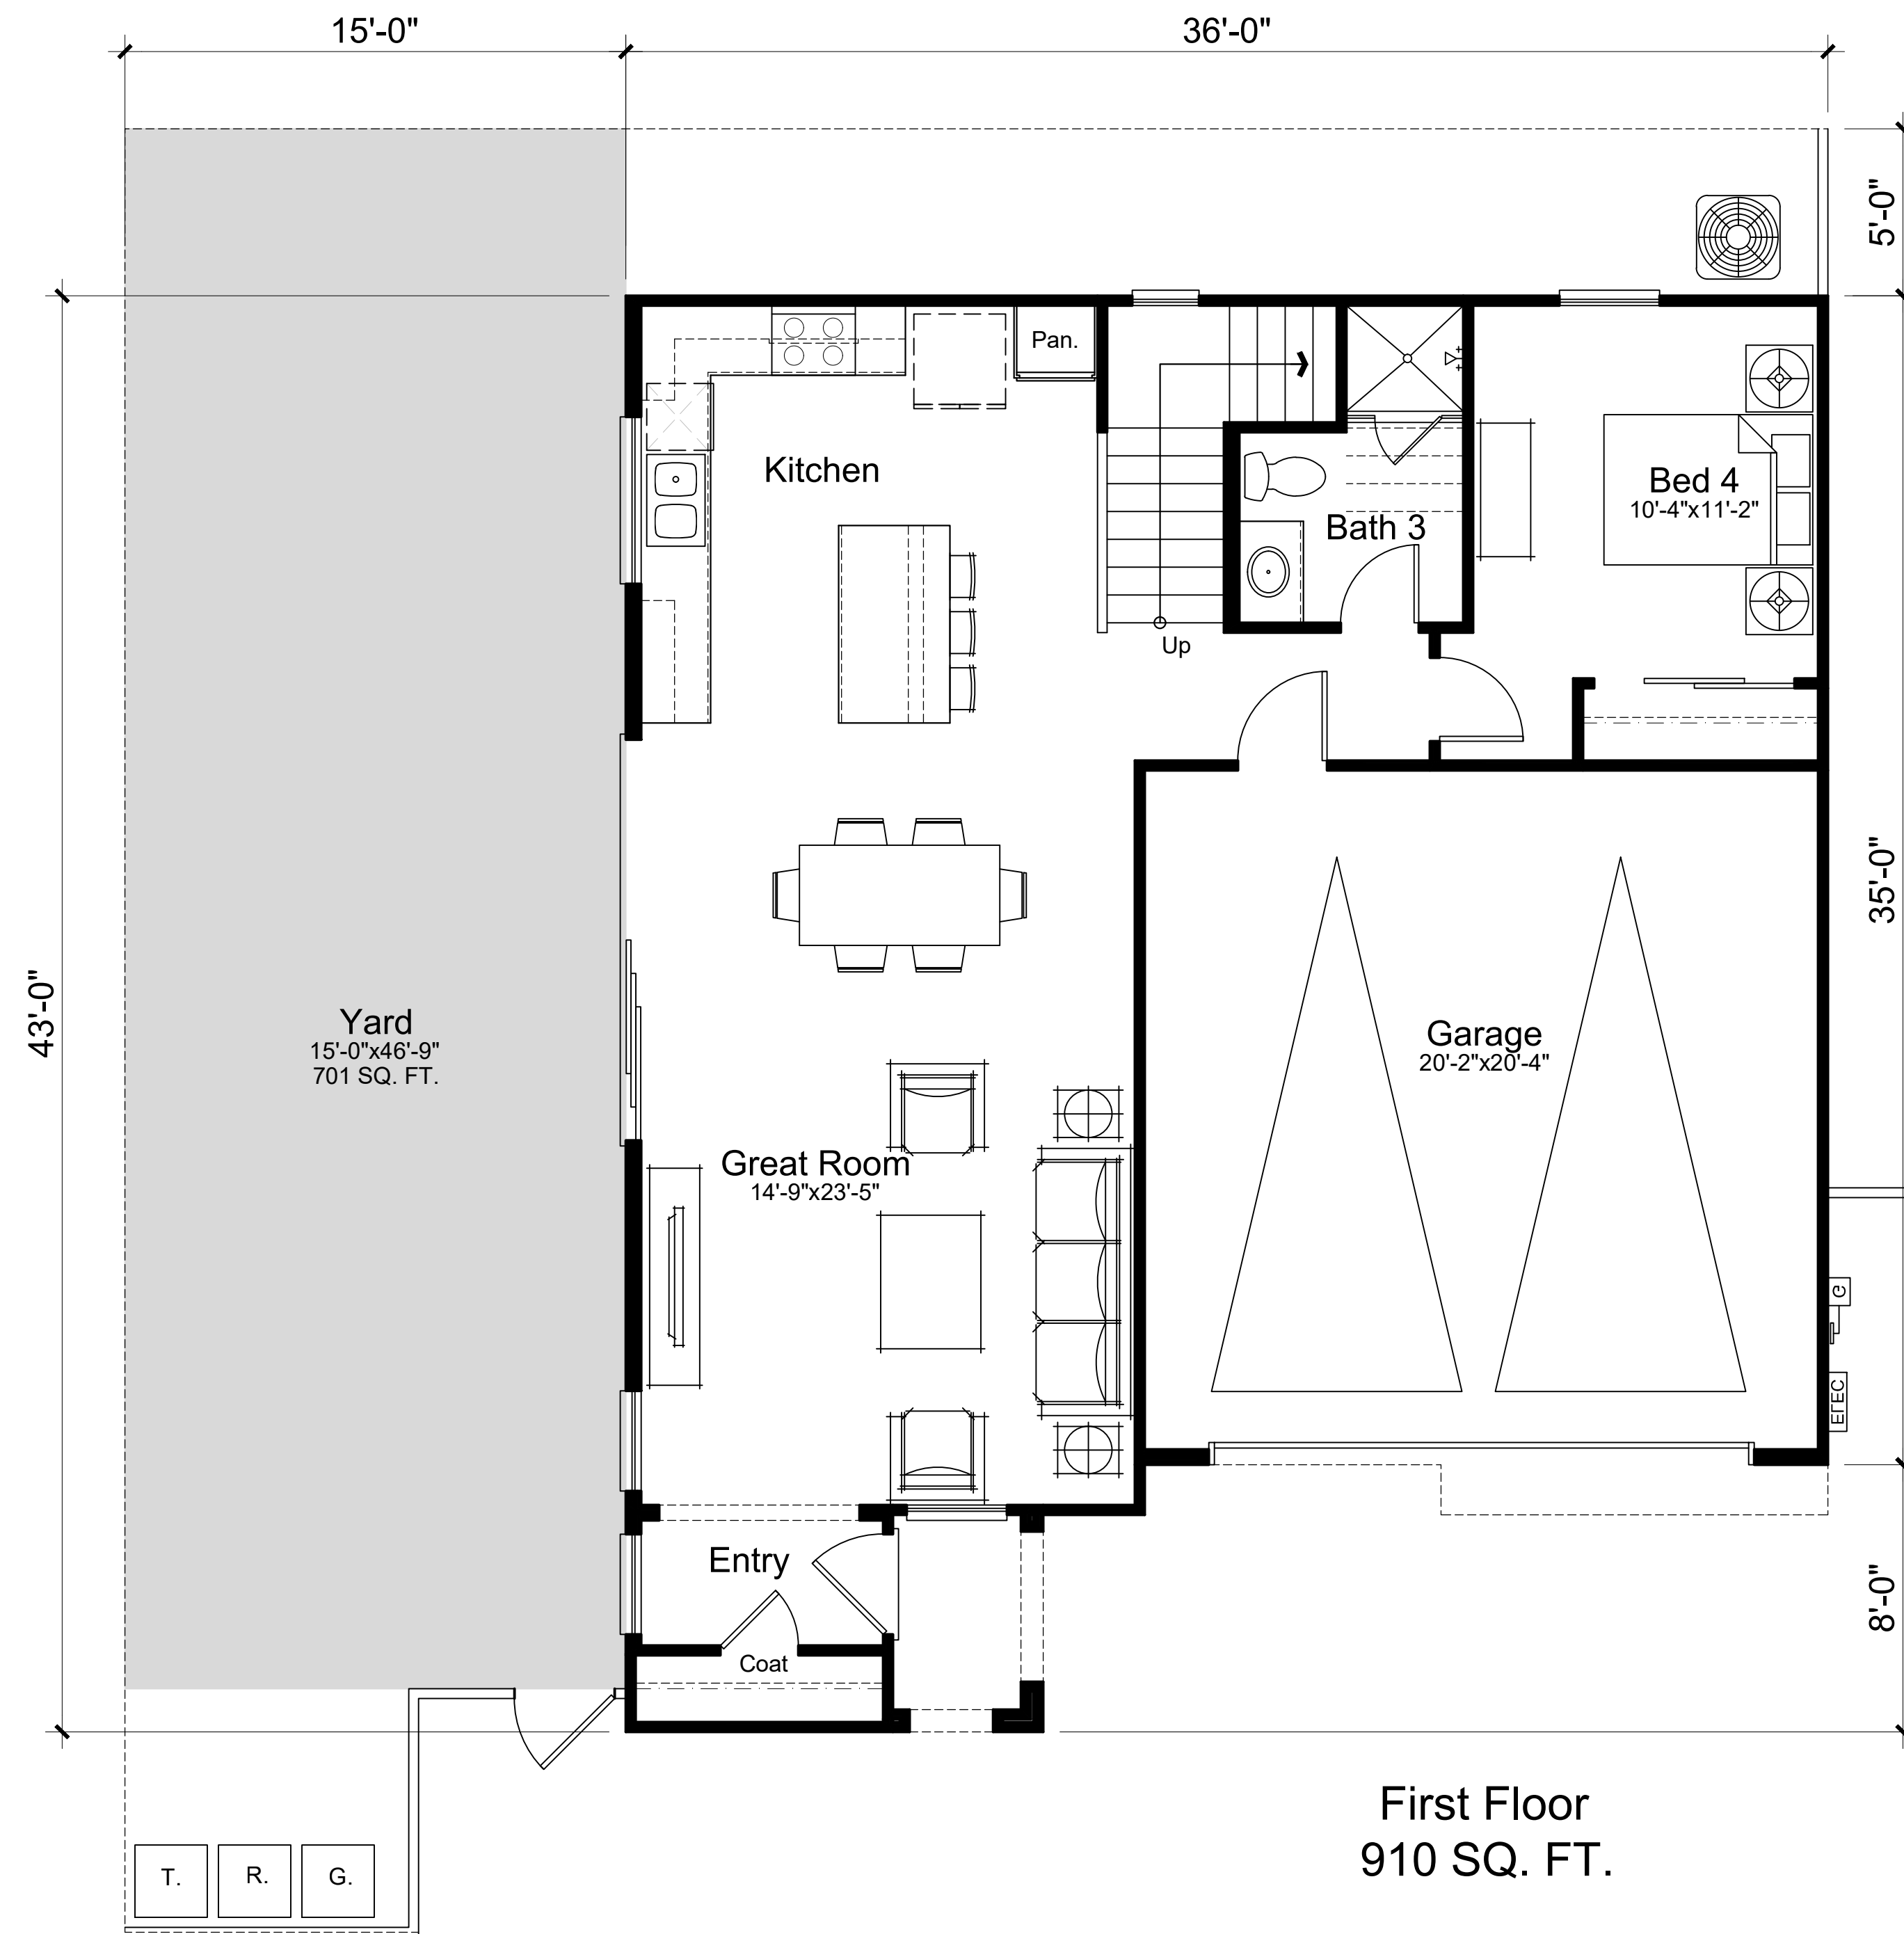 15'-0"
36'-0"
5'-0"
Pan.
Kitchen
Bed 4
10'-4"x11'-2"
Bath 3
Up
35'-0"
43'-0"
Yard
15'-0"x46'-9"
701 SQ. FT.
Garage
20'-2"x20'-4"
Great Room
14'-9"x23'-5"
G
ELEC
Entry
8'-0"
Coat
First Floor
910 SQ. FT.
T.
R.
G.